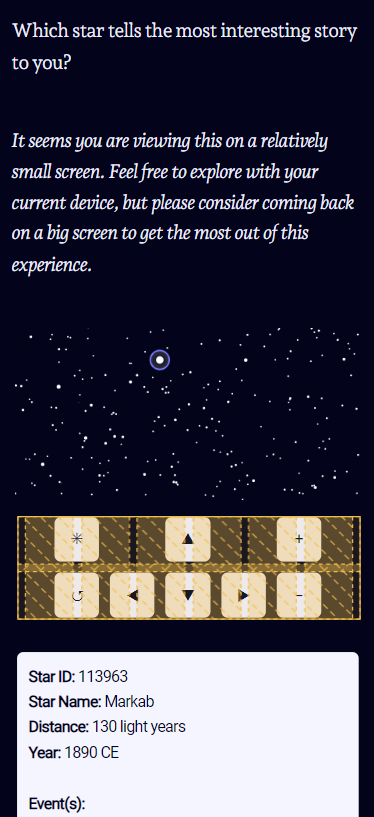 Which star tells the most interesting story
to you?
It seems you are viewing this on a relatively
small screen. Feel free to explore with your
current device, but please consider coming back
on a big screen to get the most out of this
experience.
✳ ▲ +
↺ ◀ ▼ ▶ -
Star ID: 113963
Star Name: Markab
Distance: 130 light years
Year: 1890 CE
Event(s):